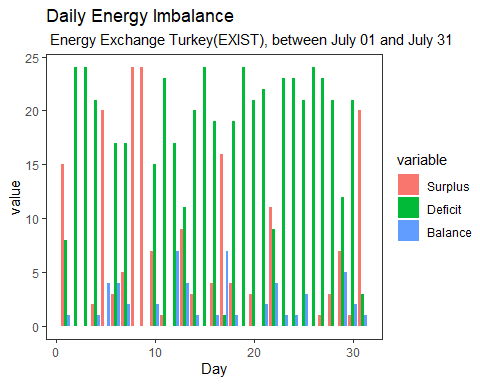 Daily Energy Imbalance
Energy Exchange Turkey(EXIST), between July 01 and July 31
25
20
15
10
5
0
value
0 10 20 30
Day
variable
Surplus
Deficit
Balance